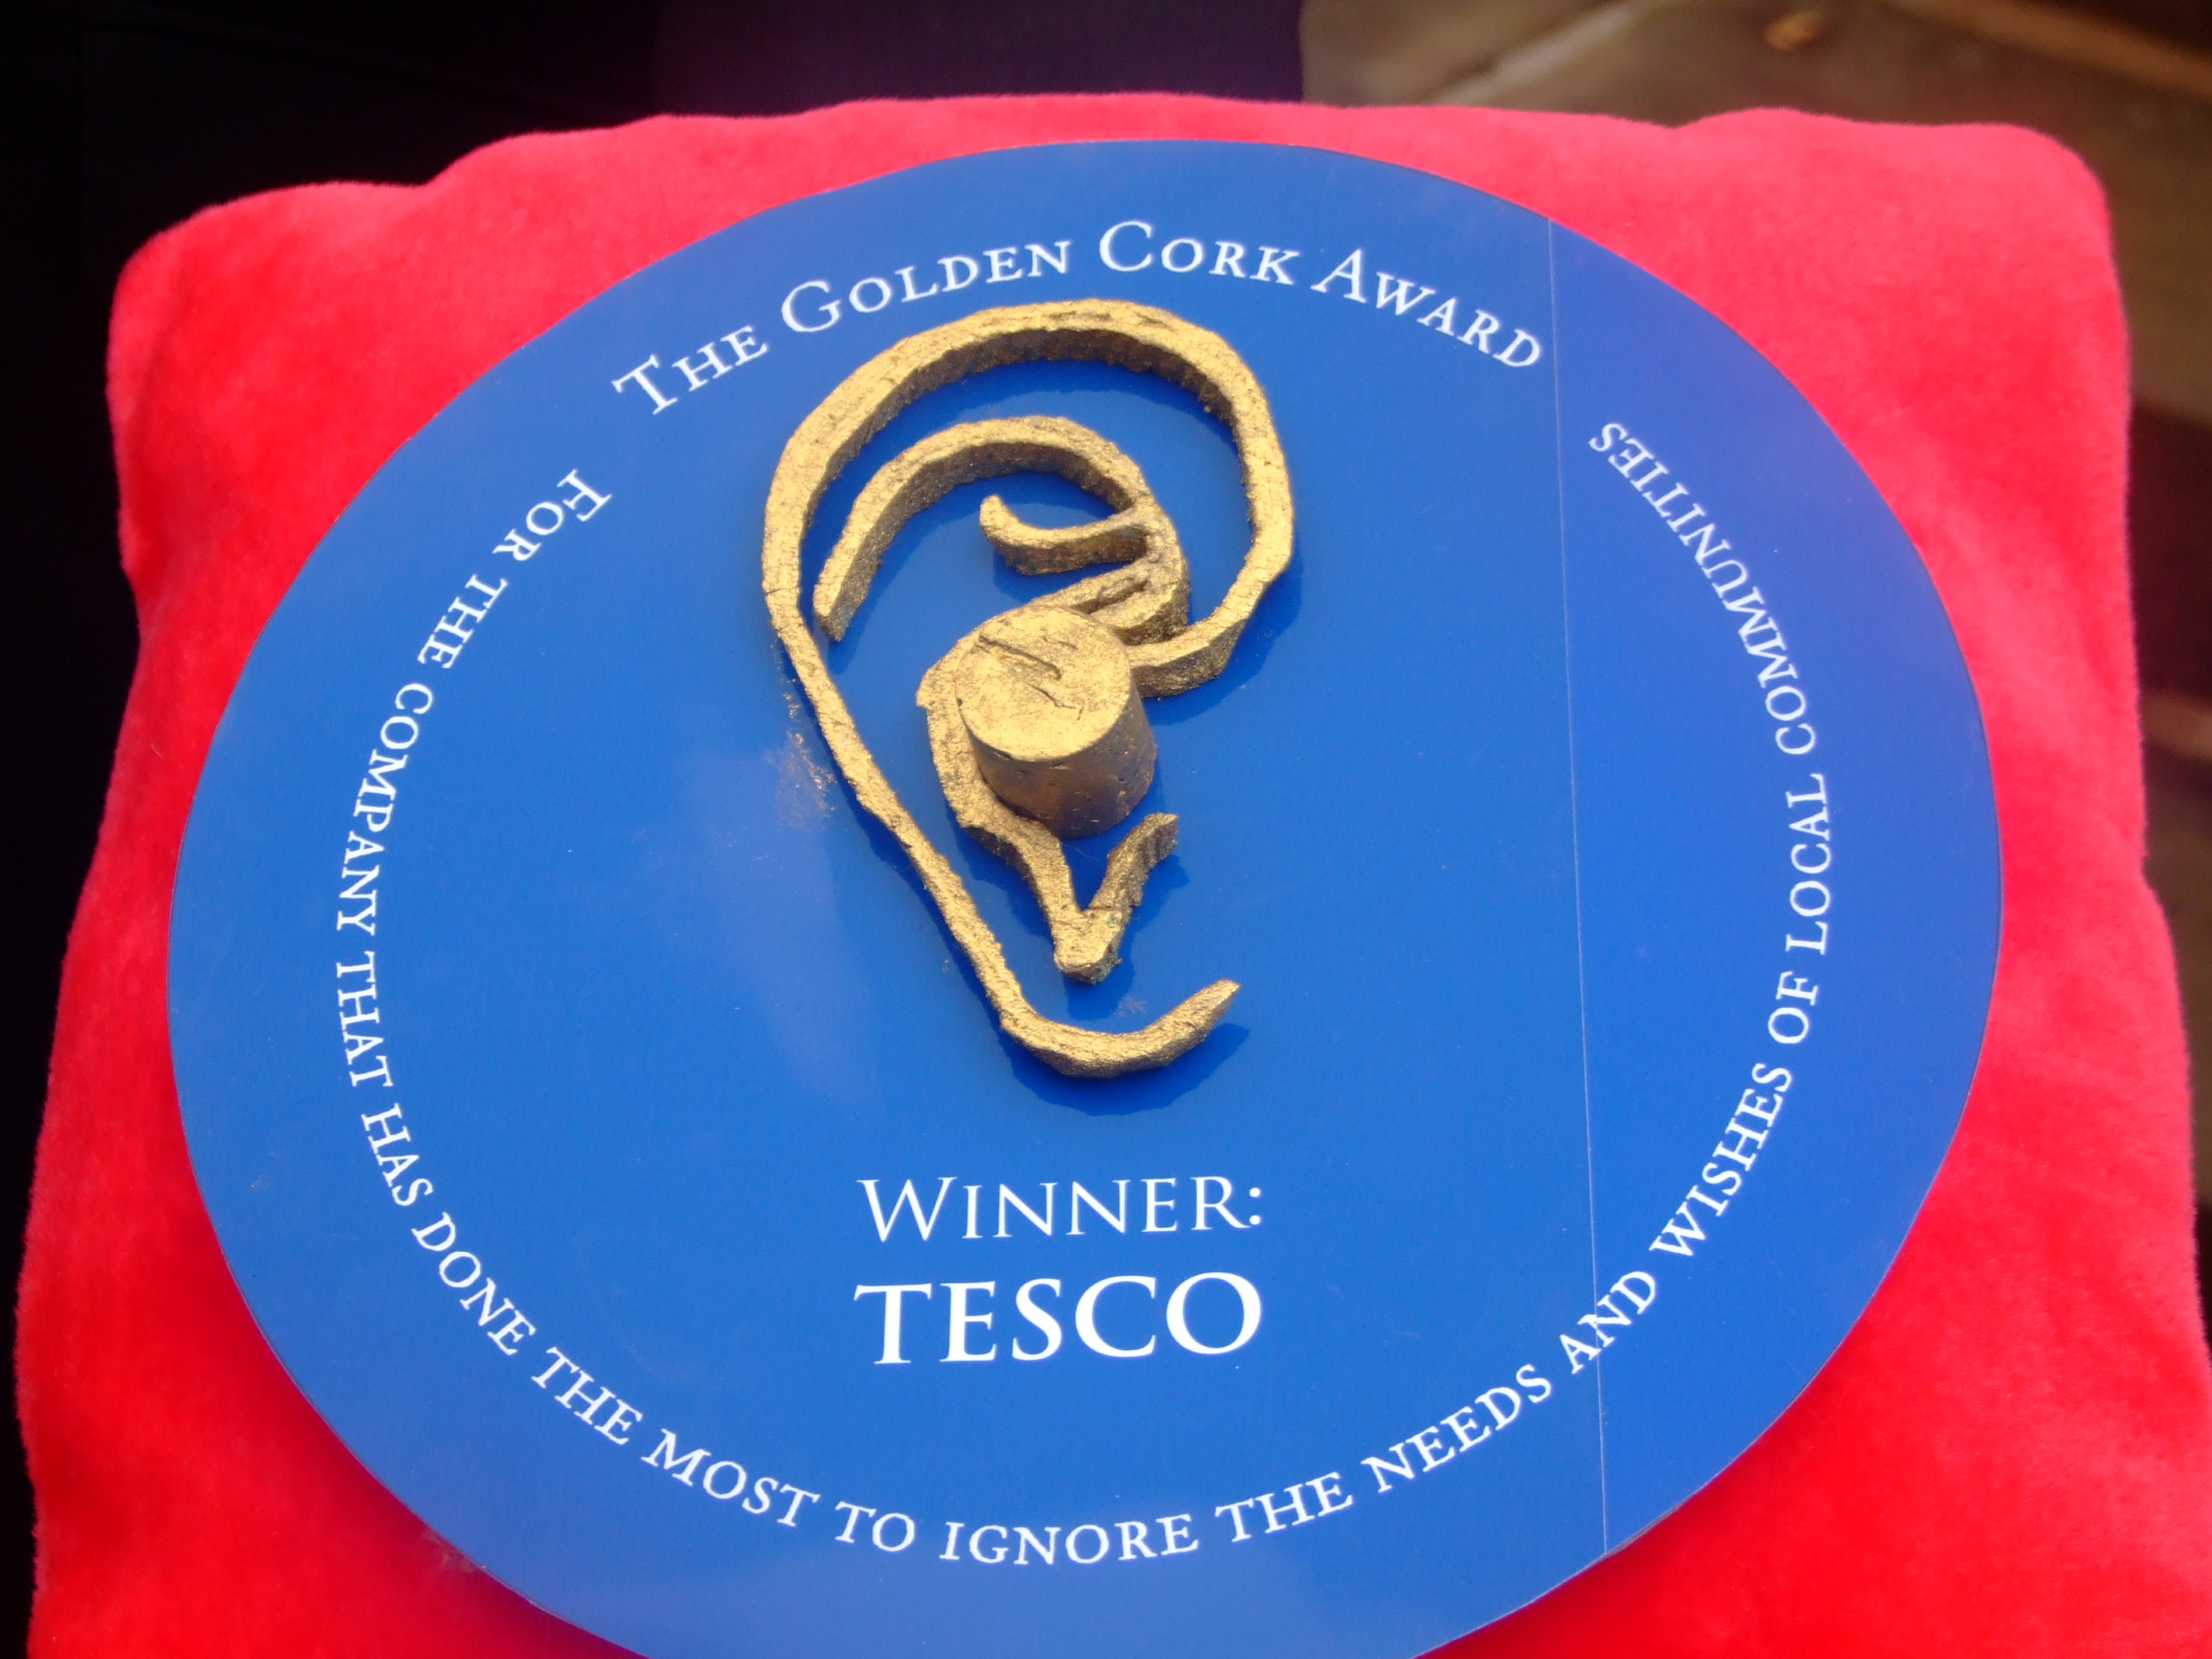 The Golden Cork Award
For the company that has done the most to ignore the needs and wishes of local communities
Winner:
TESCO